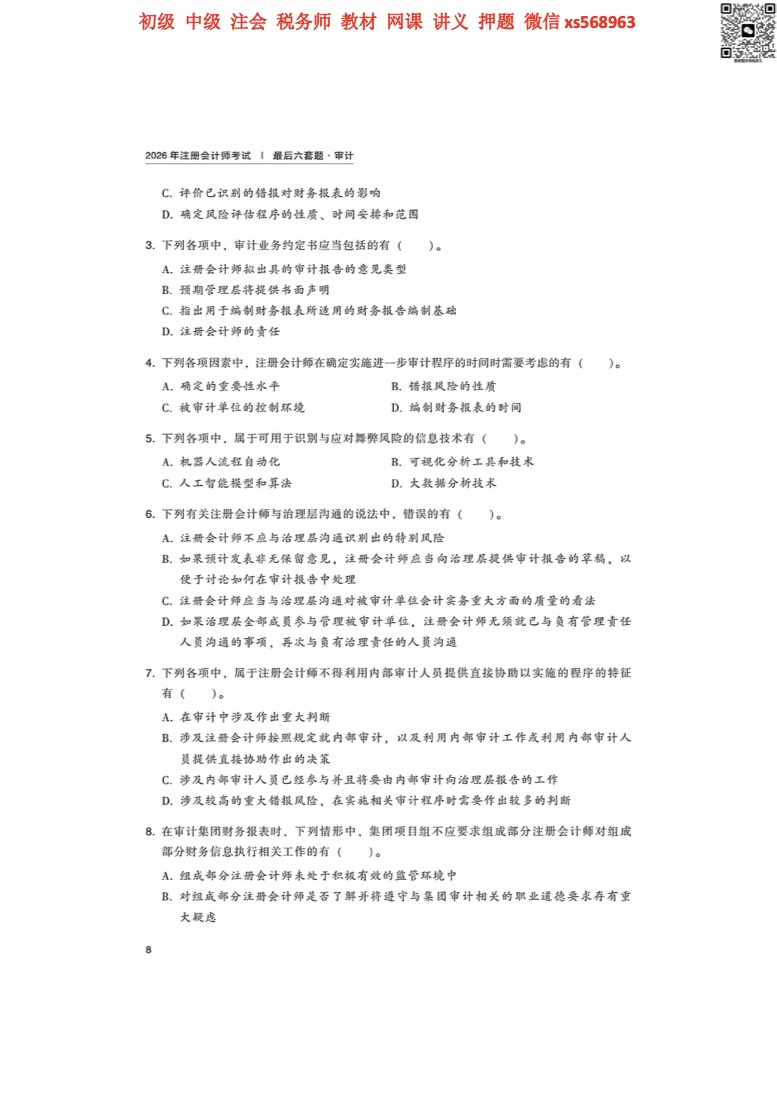 初级 中级 注会 税务师 教材 网课 讲义 押题 微信 xs568963
2026 年注册会计师考试 | 最后六套题·审计
C. 评价已识别的错报对财务报表的影响
D. 确定风险评估程序的性质、时间安排和范围
3. 下列各项中，审计业务约定书应当包括的有（　　）。
A. 注册会计师拟出具的审计报告的意见类型
B. 预期管理层将提供书面声明
C. 指出用于编制财务报表所适用的财务报告编制基础
D. 注册会计师的责任
4. 下列各项因素中，注册会计师在确定实施进一步审计程序的时间时需要考虑的有（　　）。
A. 确定的重要性水平　　B. 错报风险的性质
C. 被审计单位的控制环境　　D. 编制财务报表的时间
5. 下列各项中，属于可用于识别与应对舞弊风险的信息技术有（　　）。
A. 机器人流程自动化　　B. 可视化分析工具和技术
C. 人工智能模型和算法　　D. 大数据分析技术
6. 下列有关注册会计师与治理层沟通的说法中，错误的有（　　）。
A. 注册会计师不应与治理层沟通识别出的特别风险
B. 如果预计发表非无保留意见，注册会计师应当向治理层提供审计报告的草稿，以
便于讨论如何在审计报告中处理
C. 注册会计师应当与治理层沟通对被审计单位会计实务重大方面的质量的看法
D. 如果治理层全部成员参与管理被审计单位，注册会计师无须就已与负有管理责任
人员沟通的事项，再次与负有治理责任的人员沟通
7. 下列各项中，属于注册会计师不得利用内部审计人员提供直接协助以实施的程序的特征
有（　　）。
A. 在审计中涉及作出重大判断
B. 涉及注册会计师按照规定就内部审计，以及利用内部审计工作或利用内部审计人
员提供直接协助作出的决策
C. 涉及内部审计人员已经参与并且将要由内部审计向治理层报告的工作
D. 涉及较高的重大错报风险，在实施相关审计程序时需要作出较多的判断
8. 在审计集团财务报表时，下列情形中，集团项目组不应要求组成部分注册会计师对组成
部分财务信息执行相关工作的有（　　）。
A. 组成部分注册会计师未处于积极有效的监管环境中
B. 对组成部分注册会计师是否了解并将遵守与集团审计相关的职业道德要求存有重
大疑虑
8